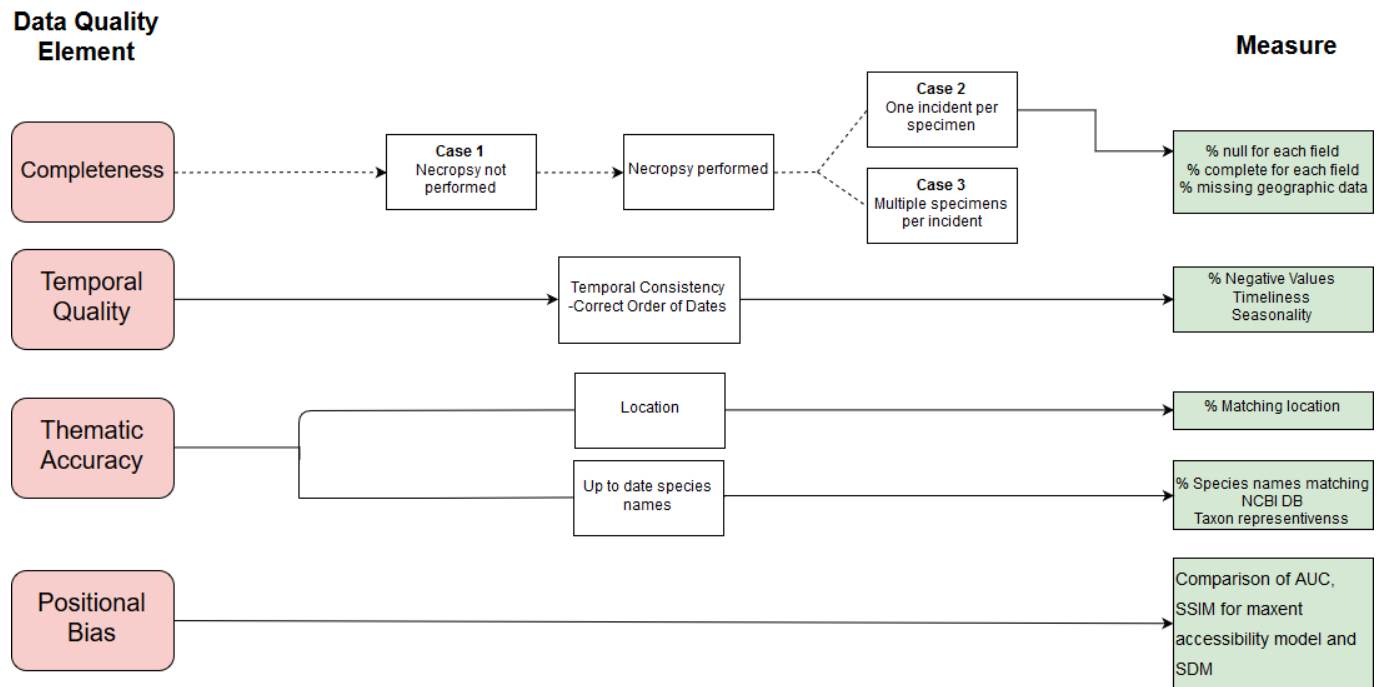 Data Quality
Element
Measure
Completeness
Case 1
Necropsy not
performed
Necropsy performed
Case 2
One incident per
specimen
Case 3
Multiple specimens
per incident
% null for each field
% complete for each field
% missing geographic data
Temporal
Quality
Temporal Consistency
-Correct Order of Dates
% Negative Values
Timeliness
Seasonality
Thematic
Accuracy
Location
% Matching location
Up to date species
names
% Species names matching
NCBI DB
Taxon representivenss
Positional
Bias
Comparison of AUC,
SSIM for maxent
accessibility model and
SDM